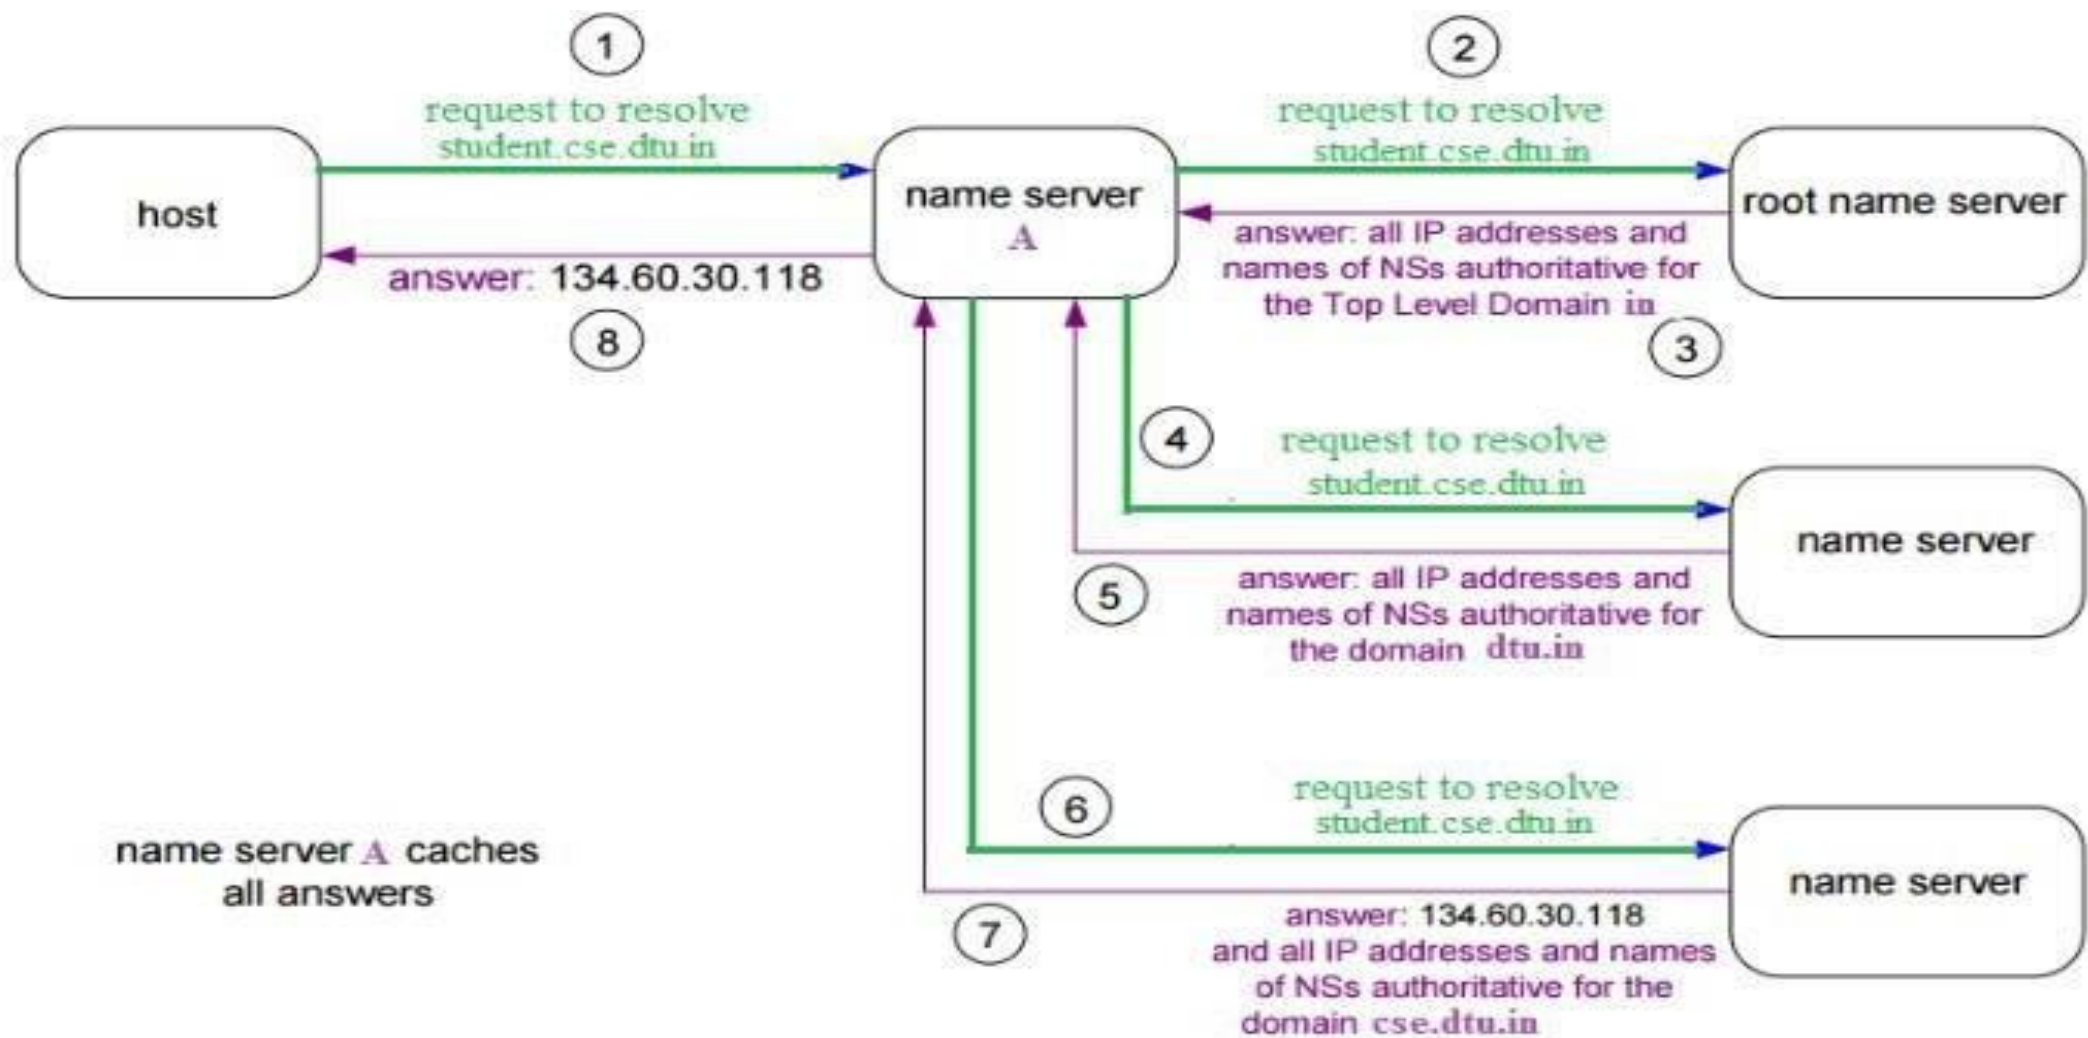 1
request to resolve
student.cse.dtu.in
2
request to resolve
student.cse.dtu.in
host
name server
A
root name server
answer: 134.60.30.118
8
answer: all IP addresses and
names of NSs authoritative for
the Top Level Domain in
3
4
request to resolve
student.cse.dtu.in
name server
5
answer: all IP addresses and
names of NSs authoritative for
the domain dtu.in
6
request to resolve
student.cse.dtu.in
name server
name server A caches
all answers
7
answer: 134.60.30.118
and all IP addresses and names
of NSs authoritative for the
domain cse.dtu.in